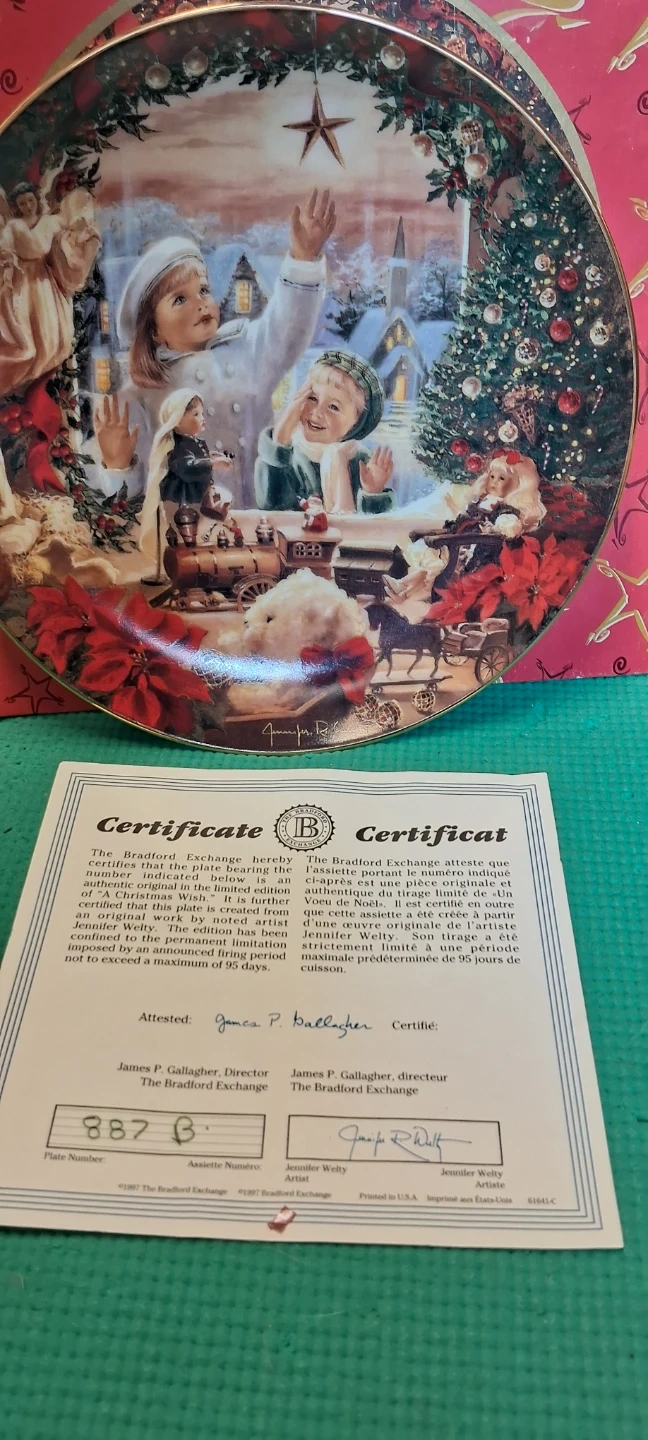 Jennifer R.
Certificate
THE BRADFORD
B
EXCHANGE
Certificat
The Bradford Exchange hereby
certifies that the plate bearing the
number indicated below is an
authentic original in the limited edition
of "A Christmas Wish." It is further
certified that this plate is created from
an original work by noted artist
Jennifer Welty. The edition has been
confined to the permanent limitation
imposed by an announced firing period
not to exceed a maximum of 95 days.
The Bradford Exchange atteste que
l'assiette portant le numéro indiqué
ci-après est une pièce originale et
authentique du tirage limité de «Un
Voeu de Noël». Il est certifié en outre
que cette assiette a été créée à partir
d'une œuvre originale de l'artiste
Jennifer Welty. Son tirage a été
strictement limité à une période
maximale prédéterminée de 95 jours de
cuisson.
Attested: James P. Gallagher Certifié:
James P. Gallagher, Director
The Bradford Exchange
James P. Gallagher, directeur
The Bradford Exchange
887 B.
Plate Number: Assiette Numéro:
Jennifer R Welty
Jennifer Welty
Artist
Jennifer Welty
Artiste
©1997 The Bradford Exchange ©1997 Bradford Exchange Printed in U.S.A. Imprimé aux États-Unis 61641-C